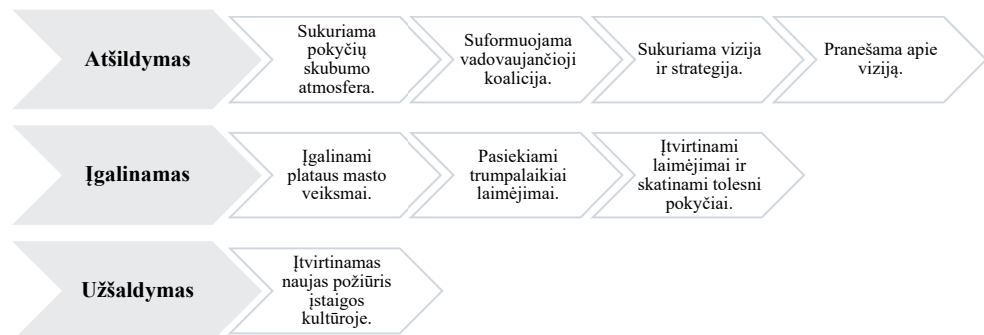 Atšildymas
Sukuriama
pokyčių
skubumo
atmosfera.
Suformuojama
vadovaujančioji
koalicija.
Sukuriama vizija
ir strategija.
Pranešama apie
viziją.
Įgalinamas
Įgalinami
plataus masto
veiksmai.
Pasiekiami
trumpalaikiai
laimėjimai.
Įtvirtinami
laimėjimai ir
skatinami tolesni
pokyčiai.
Užšaldymas
Įtvirtinamas
naujas požiūris
įstaigos
kultūroje.